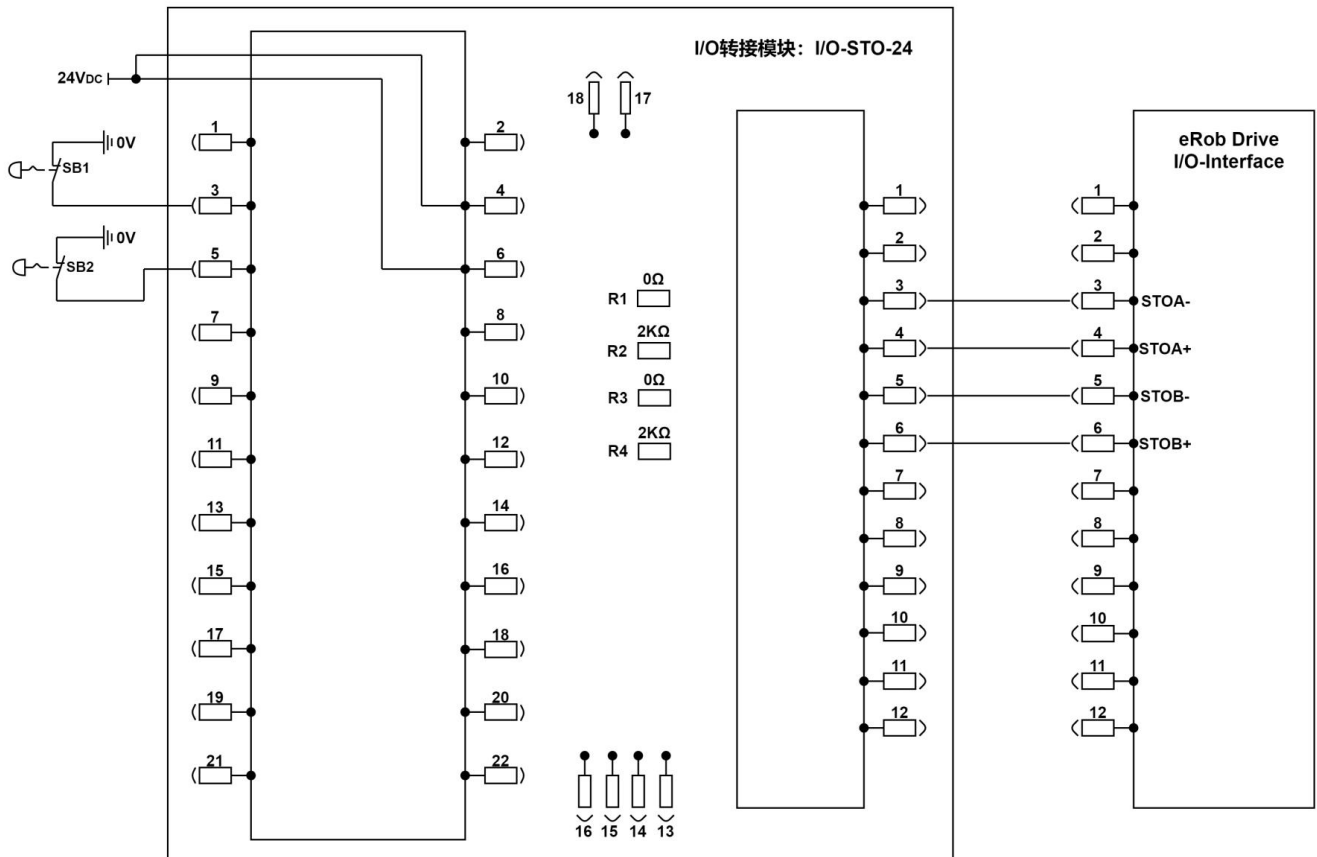 I/O转接模块：I/O-STO-24
24VDC
0V
SB1
0V
SB2
1
3
5
7
9
11
13
15
17
19
21
2
4
6
8
10
12
14
16
18
20
22
18
17
0Ω
R1
2KΩ
R2
0Ω
R3
2KΩ
R4
16
15
14
13
1
2
3
4
5
6
7
8
9
10
11
12
eRob Drive
I/O-Interface
1
2
3
STOA-
4
STOA+
5
STOB-
6
STOB+
7
8
9
10
11
12